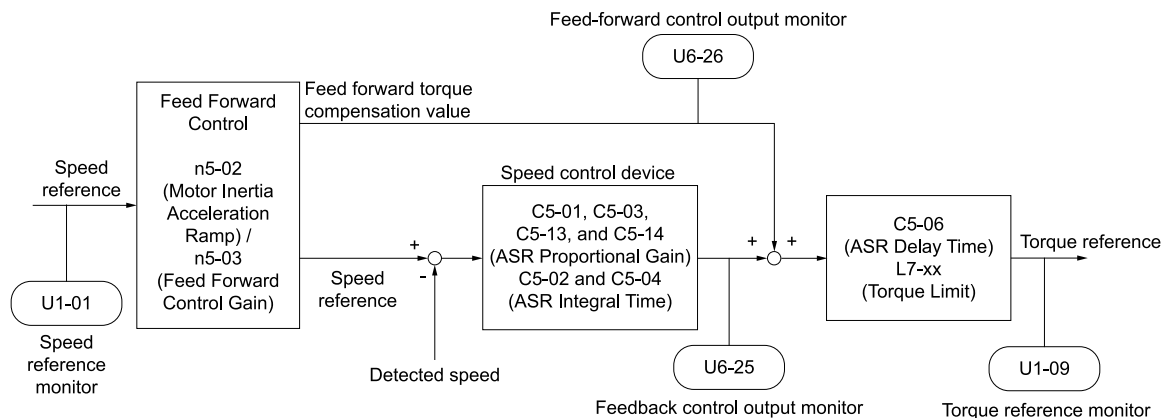 Feed-forward control output monitor
U6-26
Feed Forward
Control
n5-02
(Motor Inertia
Acceleration
Ramp) /
n5-03
(Feed Forward
Control Gain)
Feed forward torque
compensation value
Speed
reference
U1-01
Speed
reference
monitor
Speed
reference
+
-
Detected speed
Speed control device
C5-01, C5-03,
C5-13, and C5-14
(ASR Proportional Gain)
C5-02 and C5-04
(ASR Integral Time)
U6-25
Feedback control output monitor
+
+
C5-06
(ASR Delay Time)
L7-xx
(Torque Limit)
Torque reference
U1-09
Torque reference monitor